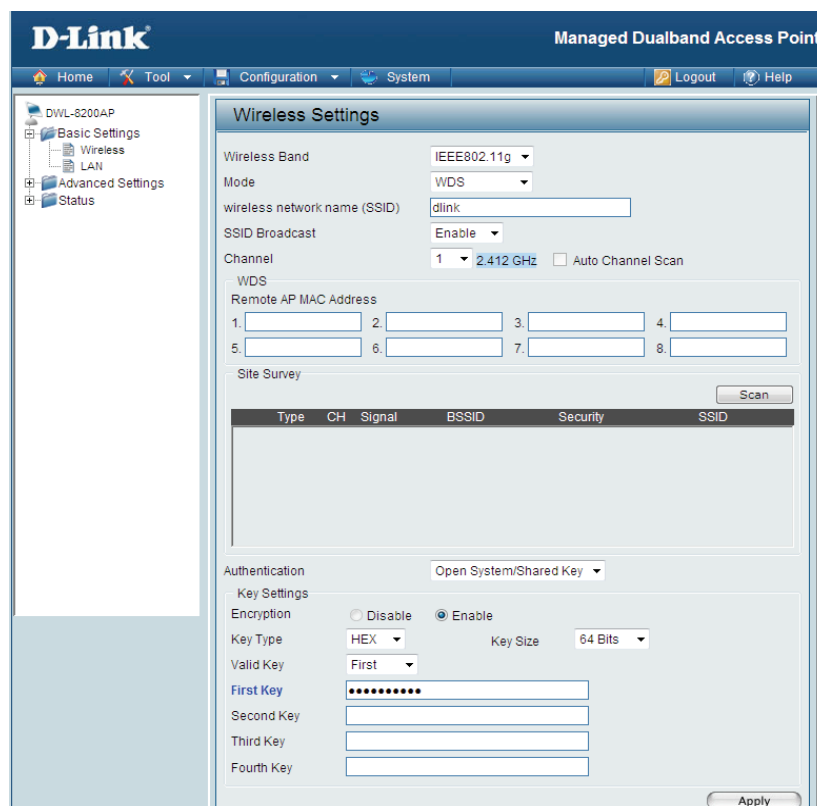 D-Link
Managed Dualband Access Point
Home Tool Configuration System Logout Help
DWL-8200AP
Basic Settings
Wireless
LAN
Advanced Settings
Status
Wireless Settings
Wireless Band IEEE802.11g
Mode WDS
wireless network name (SSID) dlink
SSID Broadcast Enable
Channel 1 2.412 GHz Auto Channel Scan
WDS
Remote AP MAC Address
1. 2. 3. 4.
5. 6. 7. 8.
Site Survey
Scan
Type CH Signal BSSID Security SSID
Authentication Open System/Shared Key
Key Settings
Encryption Disable Enable
Key Type HEX Key Size 64 Bits
Valid Key First
First Key ●●●●●●●●●●
Second Key
Third Key
Fourth Key
Apply